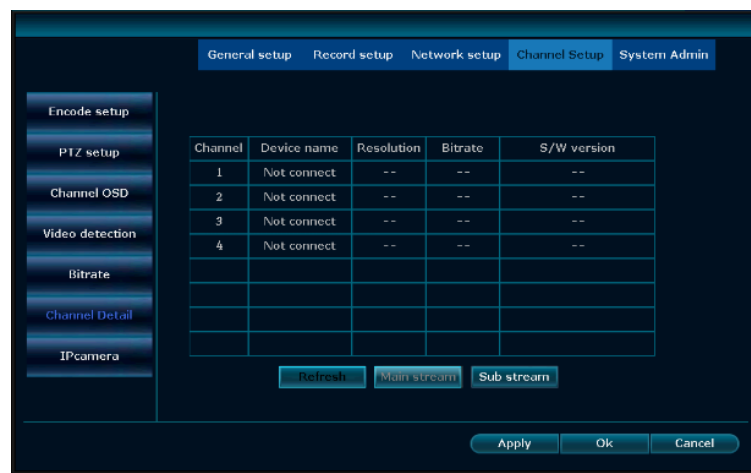 General setup Record setup Network setup Channel Setup System Admin
Encode setup
PTZ setup
Channel OSD
Video detection
Bitrate
Channel Detail
IPcamera
Channel Device name Resolution Bitrate S/W version
1 Not connect -- -- --
2 Not connect -- -- --
3 Not connect -- -- --
4 Not connect -- -- --
Refresh Main stream Sub stream
Apply Ok Cancel